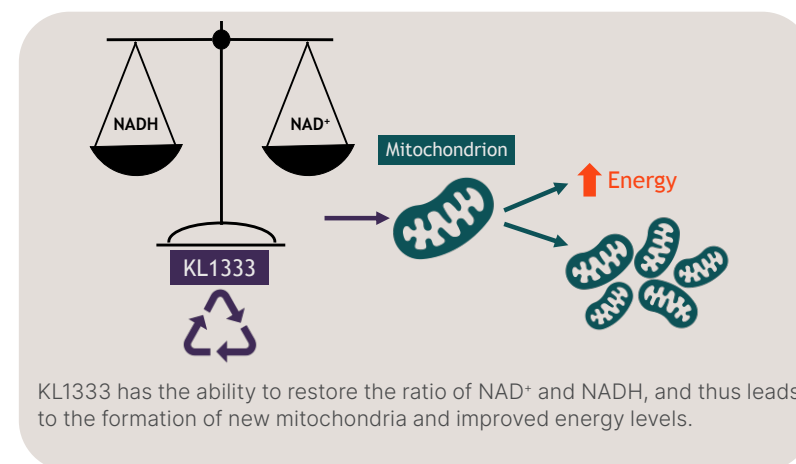 NADH
NAD⁺
Mitochondrion
Energy
KL1333
KL1333 has the ability to restore the ratio of NAD⁺ and NADH, and thus leads
to the formation of new mitochondria and improved energy levels.